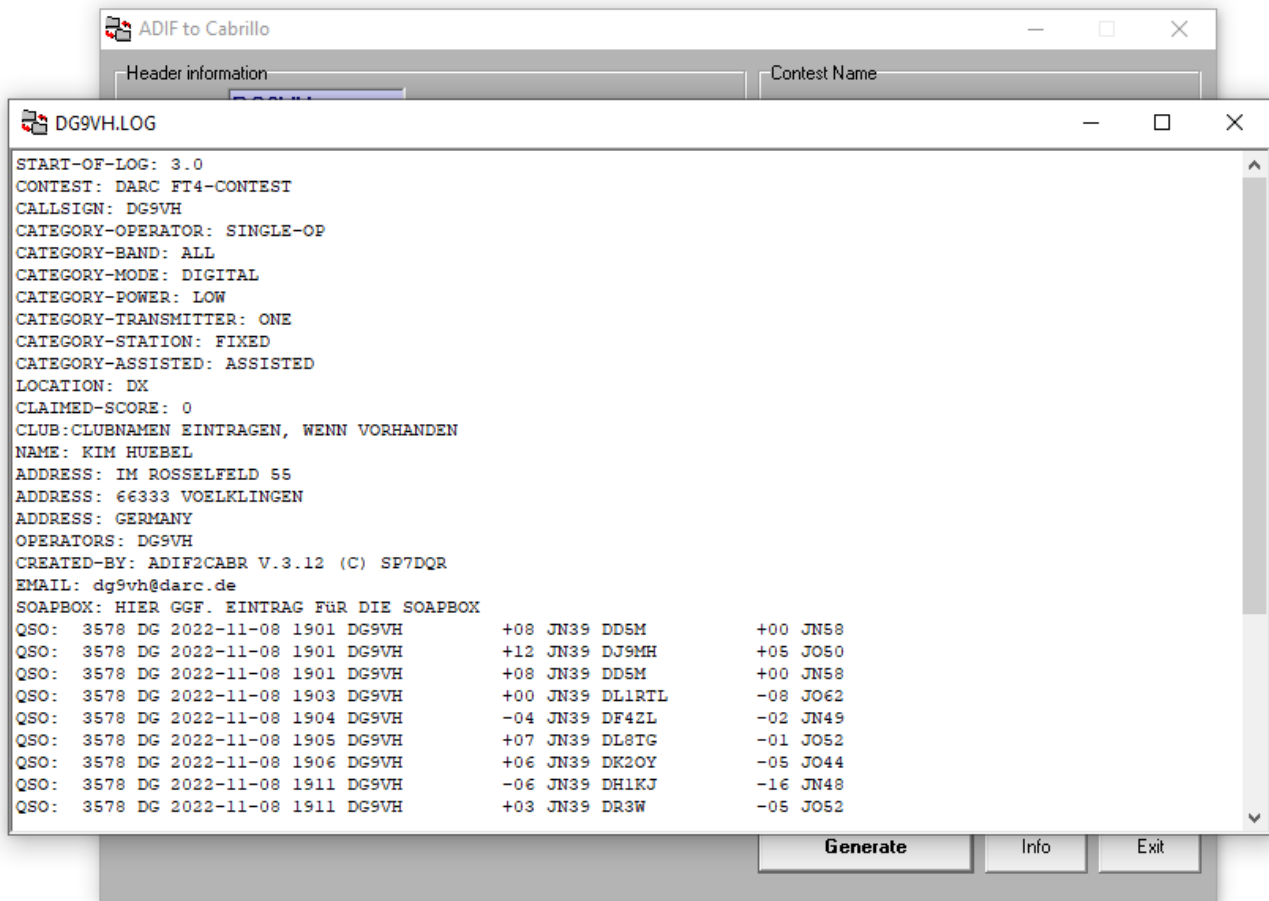 ADIF to Cabrillo
Header information
Contest Name
DG9VH.LOG
START-OF-LOG: 3.0
CONTEST: DARC FT4-CONTEST
CALLSIGN: DG9VH
CATEGORY-OPERATOR: SINGLE-OP
CATEGORY-BAND: ALL
CATEGORY-MODE: DIGITAL
CATEGORY-POWER: LOW
CATEGORY-TRANSMITTER: ONE
CATEGORY-STATION: FIXED
CATEGORY-ASSISTED: ASSISTED
LOCATION: DX
CLAIMED-SCORE: 0
CLUB:CLUBNAMEN EINTRAGEN, WENN VORHANDEN
NAME: KIM HUEBEL
ADDRESS: IM ROSSELFELD 55
ADDRESS: 66333 VOELKLINGEN
ADDRESS: GERMANY
OPERATORS: DG9VH
CREATED-BY: ADIF2CABR V.3.12 (C) SP7DQR
EMAIL: dg9vh@darc.de
SOAPBOX: HIER GGF. EINTRAG FüR DIE SOAPBOX
QSO:  3578 DG 2022-11-08 1901 DG9VH         +08 JN39 DD5M          +00 JN58
QSO:  3578 DG 2022-11-08 1901 DG9VH         +12 JN39 DJ9MH         +05 JO50
QSO:  3578 DG 2022-11-08 1901 DG9VH         +08 JN39 DD5M          +00 JN58
QSO:  3578 DG 2022-11-08 1903 DG9VH         +00 JN39 DL1RTL        -08 JO62
QSO:  3578 DG 2022-11-08 1904 DG9VH         -04 JN39 DF4ZL         -02 JN49
QSO:  3578 DG 2022-11-08 1905 DG9VH         +07 JN39 DL8TG         -01 JO52
QSO:  3578 DG 2022-11-08 1906 DG9VH         +06 JN39 DK2OY         -05 JO44
QSO:  3578 DG 2022-11-08 1911 DG9VH         -06 JN39 DH1KJ         -16 JN48
QSO:  3578 DG 2022-11-08 1911 DG9VH         +03 JN39 DR3W          -05 JO52
Generate
Info
Exit